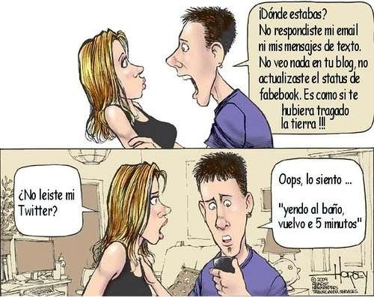 ¡Dónde estabas?
No respondiste mi email
ni mis mensajes de texto.
No veo nada en tu blog, no
actualizaste el status de
fabebook. Es como si te
hubiera tragado
la tierra !!!
¿No leiste mi
Twitter?
Oops, lo siento ...
"yendo al baño,
vuelvo e 5 minutos"
HORSEY